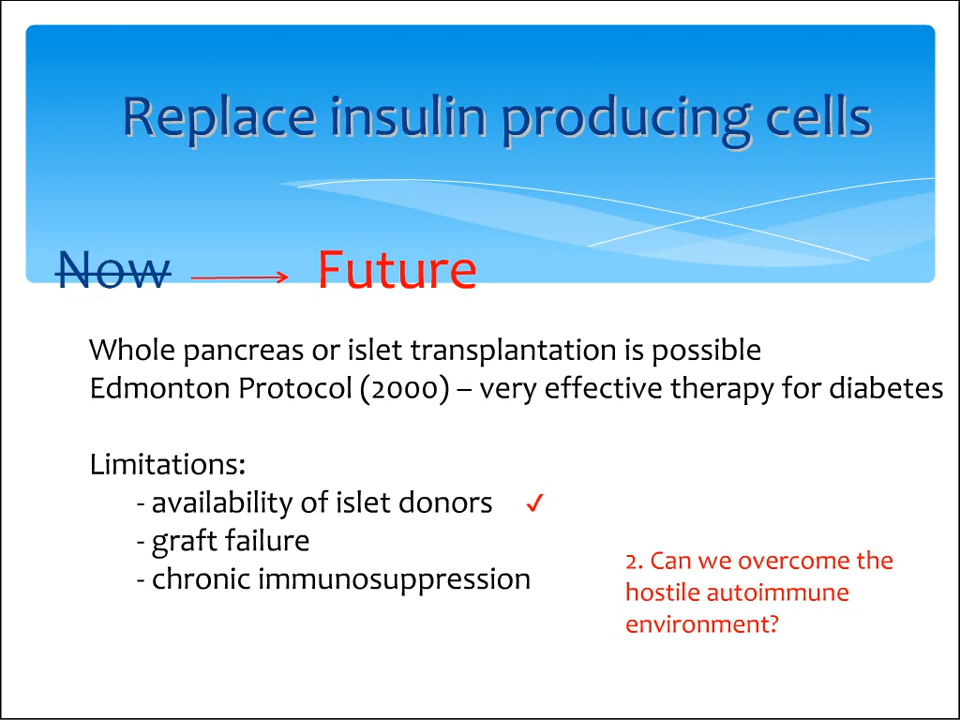 Replace insulin producing cells
Now → Future
Whole pancreas or islet transplantation is possible
Edmonton Protocol (2000) – very effective therapy for diabetes
Limitations:
- availability of islet donors ✓
- graft failure
- chronic immunosuppression
2. Can we overcome the
hostile autoimmune
environment?